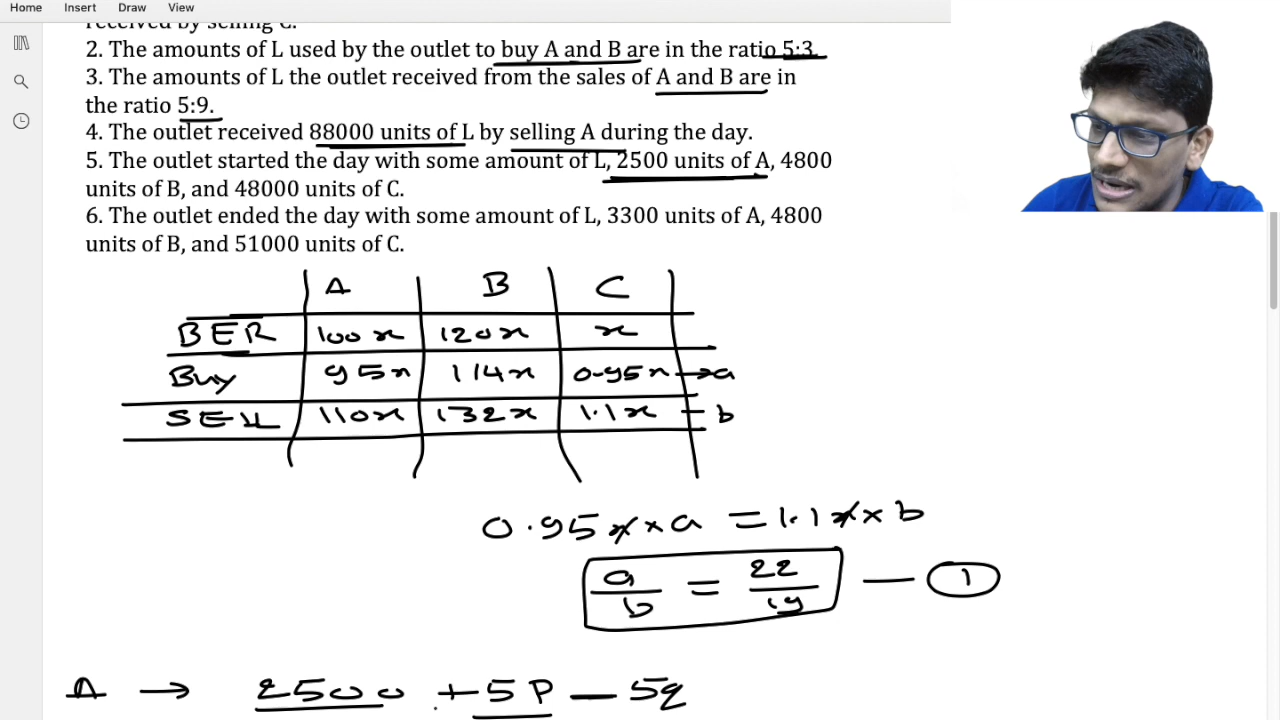 Home Insert Draw View
received by selling C.
2. The amounts of L used by the outlet to buy A and B are in the ratio 5:3.
3. The amounts of L the outlet received from the sales of A and B are in
the ratio 5:9.
4. The outlet received 88000 units of L by selling A during the day.
5. The outlet started the day with some amount of L, 2500 units of A, 4800
units of B, and 48000 units of C.
6. The outlet ended the day with some amount of L, 3300 units of A, 4800
units of B, and 51000 units of C.
A B C
BER 100x 120x x
Buy 95x 114x 0.95x → a
SELL 110x 132x 1.1x – b
0.95x × a = 1.1x × b
a/b = 22/19 — 1
A → 2500 + 5P – 5q